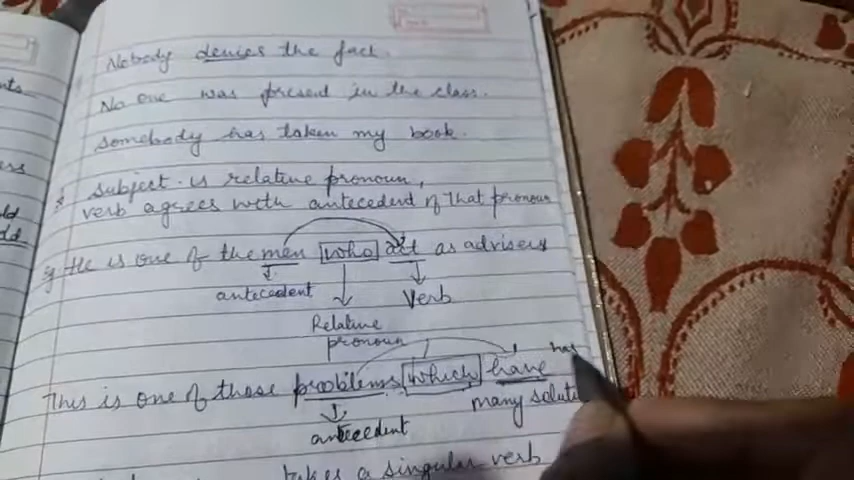 Nobody denies the fact.
No one was present in the class.
Somebody has taken my book.
subject is relative pronoun,
verb agrees with antecedent of That pronoun
eg He is one of the men who act as advisers
antecedent
Verb
Relative
pronoun
has
This is one of those problems which have
many
antecedent
takes a singular verb